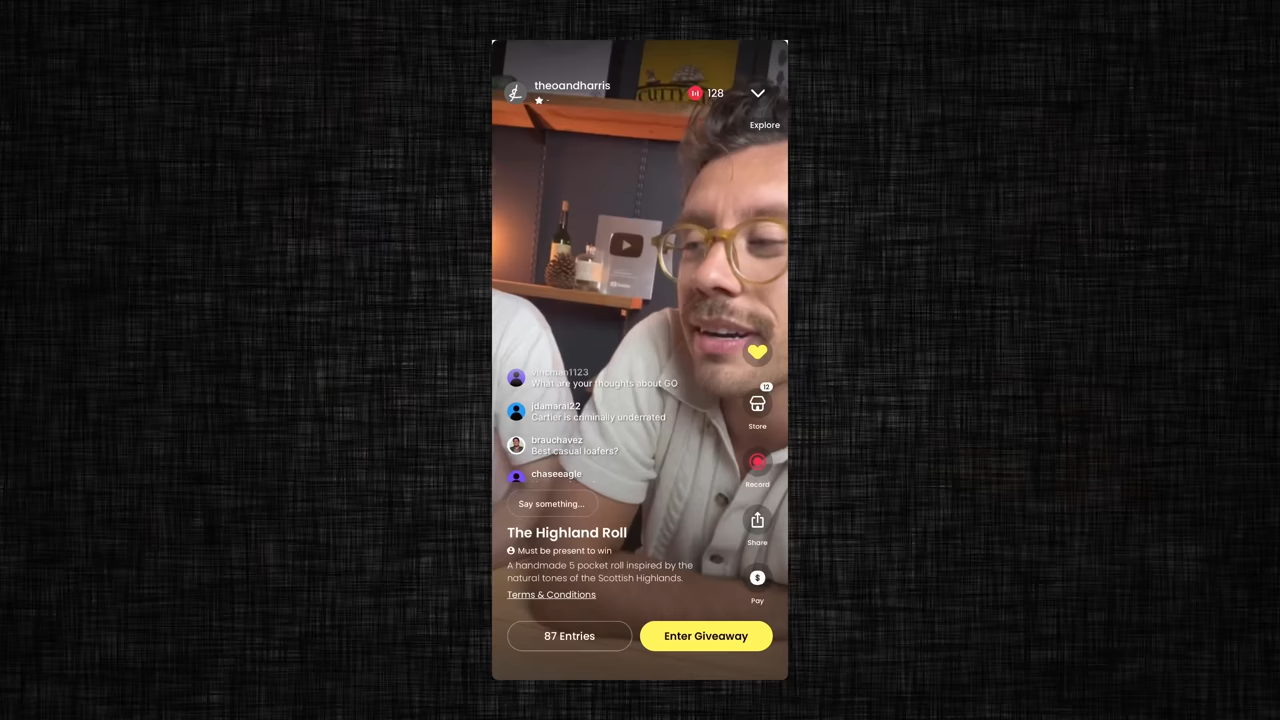 theoandharris
128
Explore
vincman1123
What are your thoughts about GO
jdamaral22
Cartier is criminally underrated
brauchavez
Best casual loafers?
chaseeagle
Say something...
The Highland Roll
Must be present to win
A handmade 5 pocket roll inspired by the
natural tones of the Scottish Highlands.
Terms & Conditions
87 Entries
Enter Giveaway
12
Store
Record
Share
$
Pay